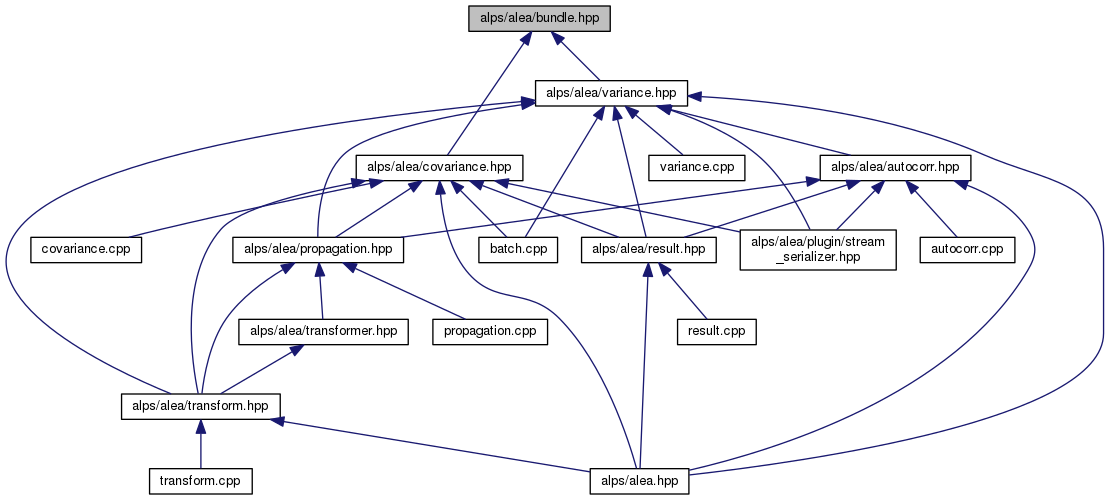 alps/alea/bundle.hpp
alps/alea/variance.hpp
alps/alea/covariance.hpp
variance.cpp
alps/alea/autocorr.hpp
covariance.cpp
alps/alea/propagation.hpp
batch.cpp
alps/alea/result.hpp
alps/alea/plugin/stream
_serializer.hpp
autocorr.cpp
alps/alea/transformer.hpp
propagation.cpp
result.cpp
alps/alea/transform.hpp
transform.cpp
alps/alea.hpp